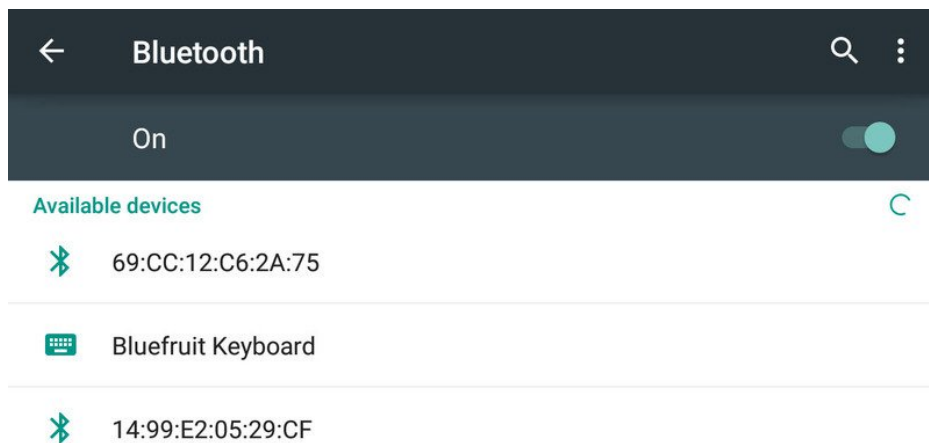 Bluetooth
On
Available devices
69:CC:12:C6:2A:75
Bluefruit Keyboard
14:99:E2:05:29:CF